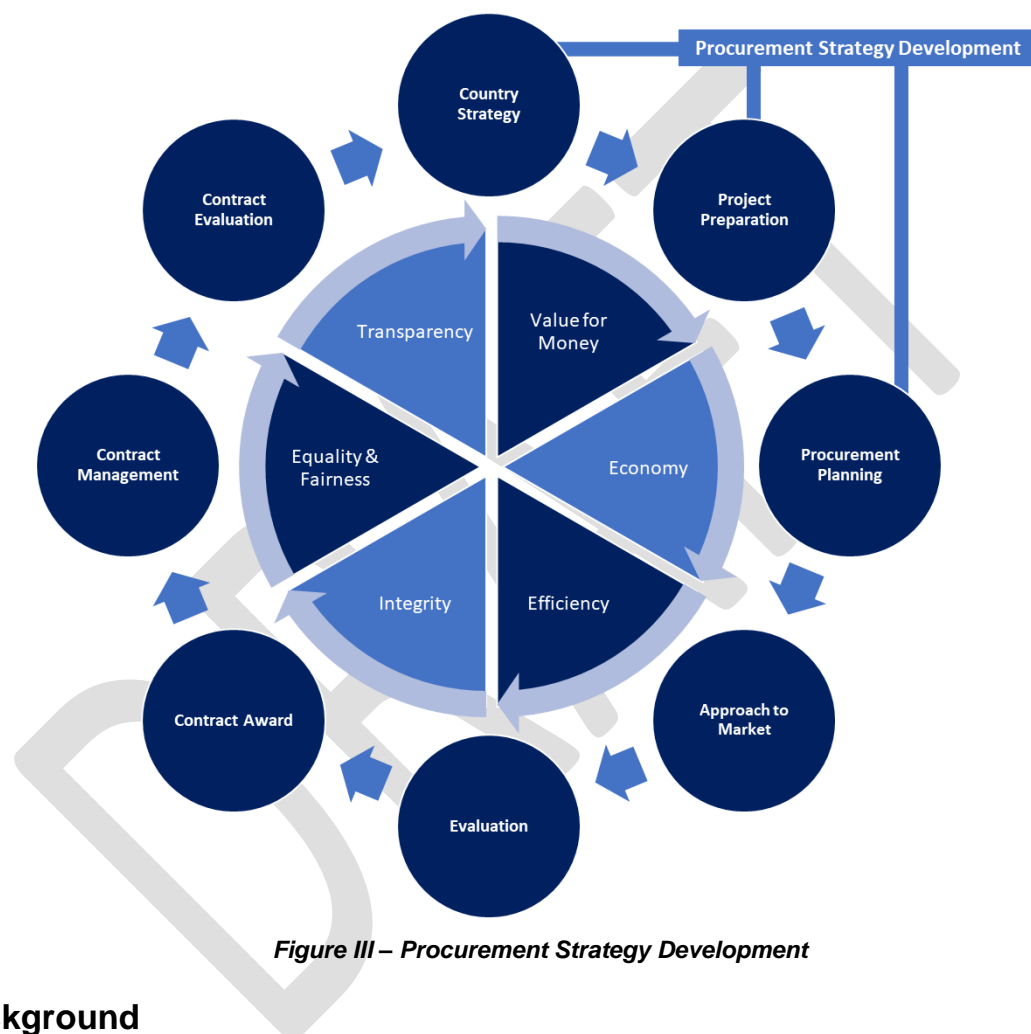 Procurement Strategy Development
Country
Strategy
Project
Preparation
Procurement
Planning
Approach to
Market
Evaluation
Contract Award
Contract
Management
Contract
Evaluation
Transparency
Value for
Money
Economy
Efficiency
Integrity
Equality &
Fairness
Figure III – Procurement Strategy Development
kground